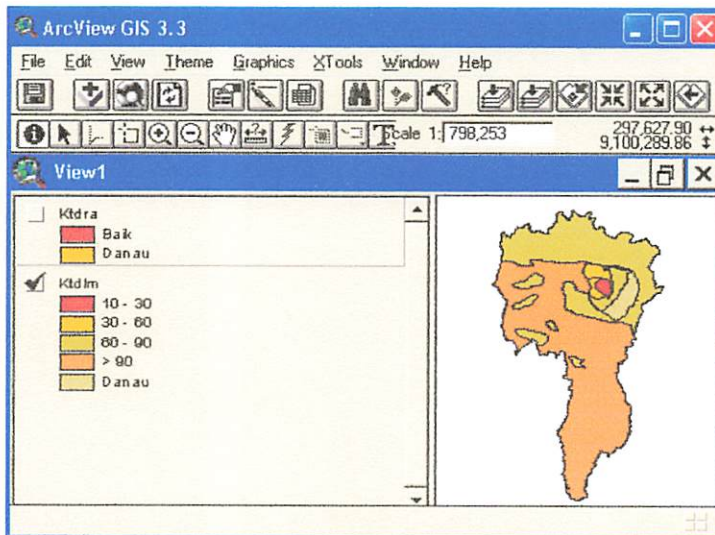 ArcView GIS 3.3
File Edit View Theme Graphics XTools Window Help
Scale 1: 798,253
297,627.90
9,100,289.86
View1
Ktdra
Baik
Danau
Ktdlm
10 - 30
30 - 60
60 - 90
> 90
Danau